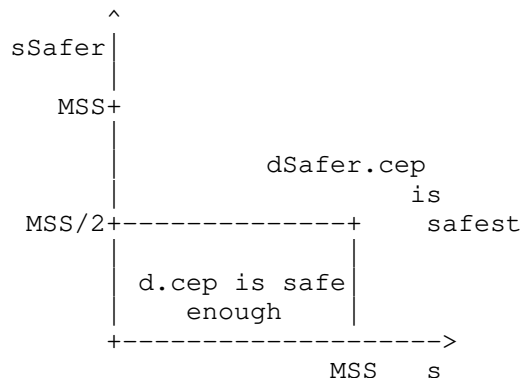 ^
sSafer|
MSS+
dSafer.cep
is
MSS/2+--------------+ safest
d.cep is safe
enough
+-------------------->
MSS s